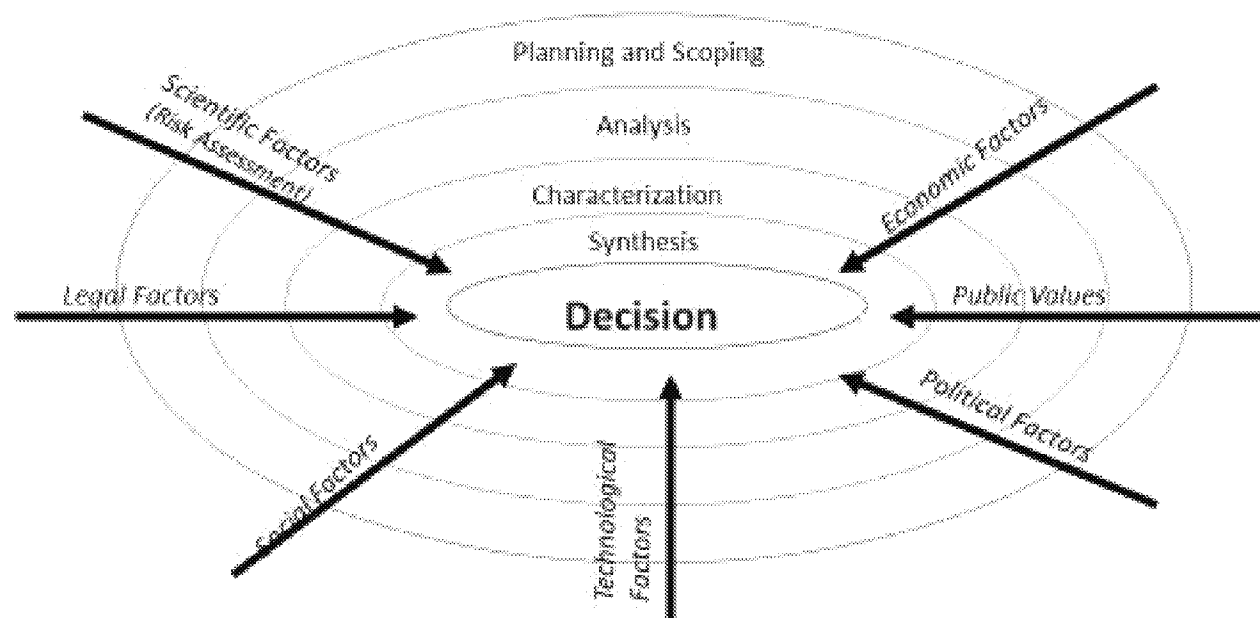 Planning and Scoping
Scientific Factors
(Risk Assessment)
Analysis
Economic Factors
Characterization
Synthesis
Legal Factors
Public Values
Decision
Political Factors
Social Factors
Technological
Factors